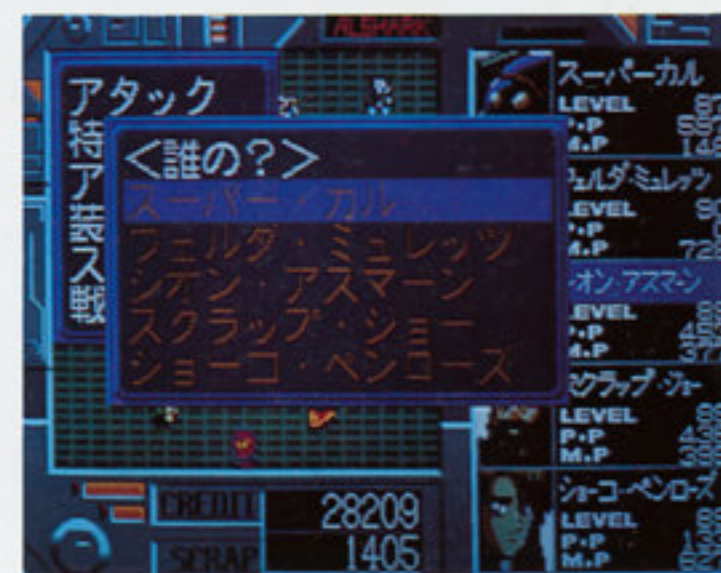 ALSHARK
アタック
特
ア
装
ス
戦
<誰の?>
スーパー・カル
フェルダ・ミュレッツ
シオン・アスマーン
スクラップ・ショー
ショーコ・ペンローズ
スーパーカル
LEVEL
P.P
M.P
フェルダ・ミュレッツ
LEVEL
P.P
M.P 72
シオン・アスマーン
LEVEL
P.P
M.P
スクラップ・ジョー
LEVEL
P.P
M.P
ショーコ・ペンローズ
LEVEL
P.P
M.P
CREDIT 28209
SCRAP 1405